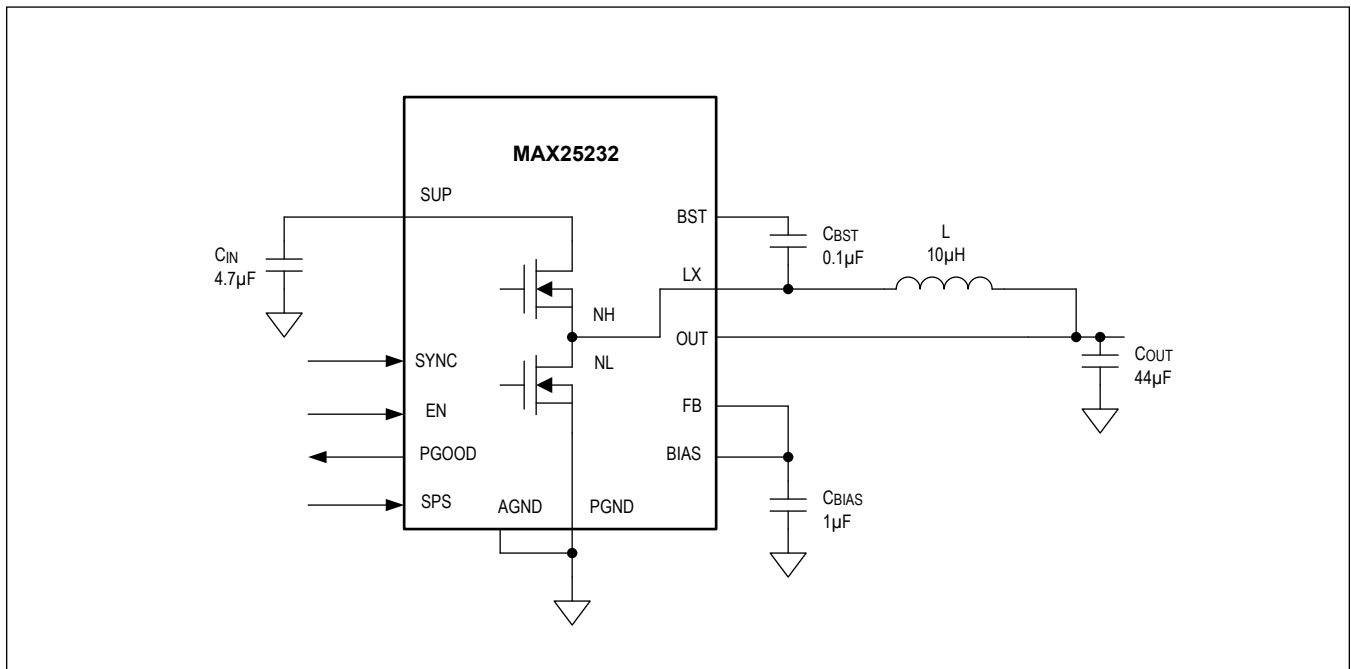 MAX25232
SUP
CIN
4.7µF
BST
CBST
0.1µF
L
10µH
LX
NH
OUT
NL
SYNC
COUT
44µF
EN
FB
PGOOD
BIAS
SPS
AGND
PGND
CBIAS
1µF